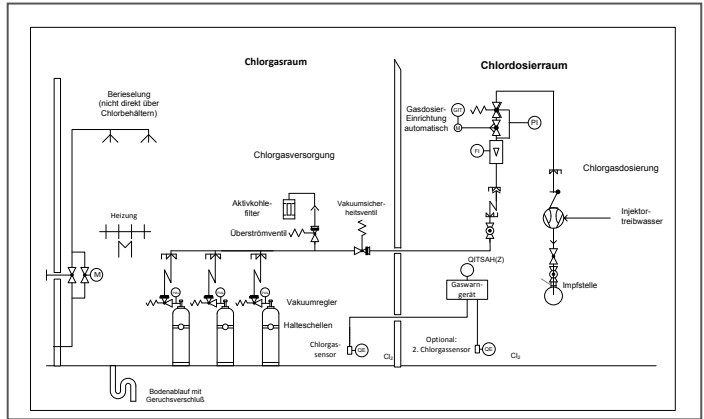 Chlorgasraum
Chlordosierraum
Berieselung
(nicht direkt über
Chlorbehältern)
Gasdosier-
Einrichtung
automatisch
GIT
M
PI
FI
Chlorgasversorgung
Chlorgasdosierung
Aktivkohle-
filter
Vakuumsicher-
heitsventil
Heizung
Überströmventil
Injektor-
treibwasser
QITSAH(Z)
M
Gaswarn-
gerät
Impfstelle
Vakuumregler
Halteschellen
Chlorgas-
sensor
QE
Cl₂
Optional:
2. Chlorgassensor
QE
Cl₂
Bodenablauf mit
Geruchsverschluß